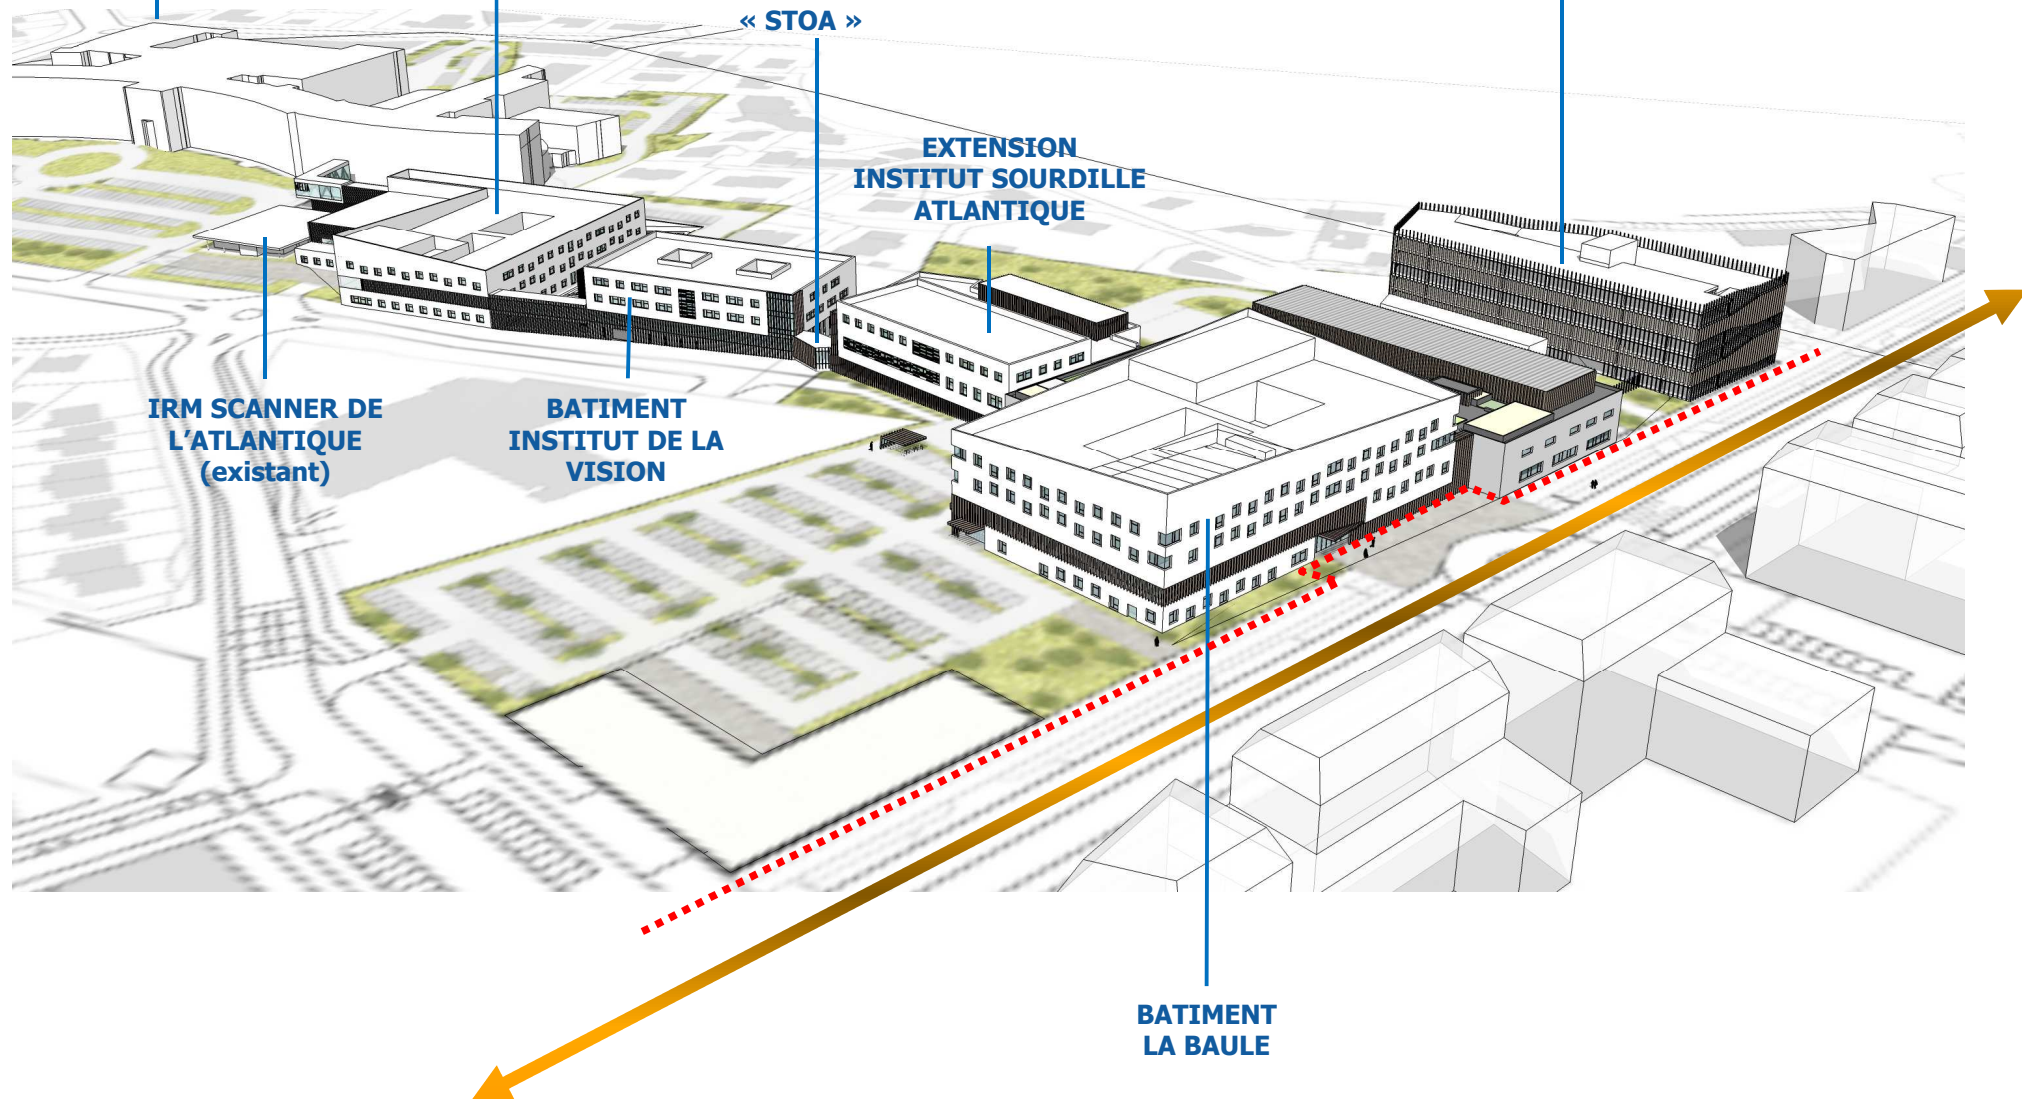 « STOA »
EXTENSION
INSTITUT SOURDILLE
ATLANTIQUE
IRM SCANNER DE
L’ATLANTIQUE
(existant)
BATIMENT
INSTITUT DE LA
VISION
BATIMENT
LA BAULE